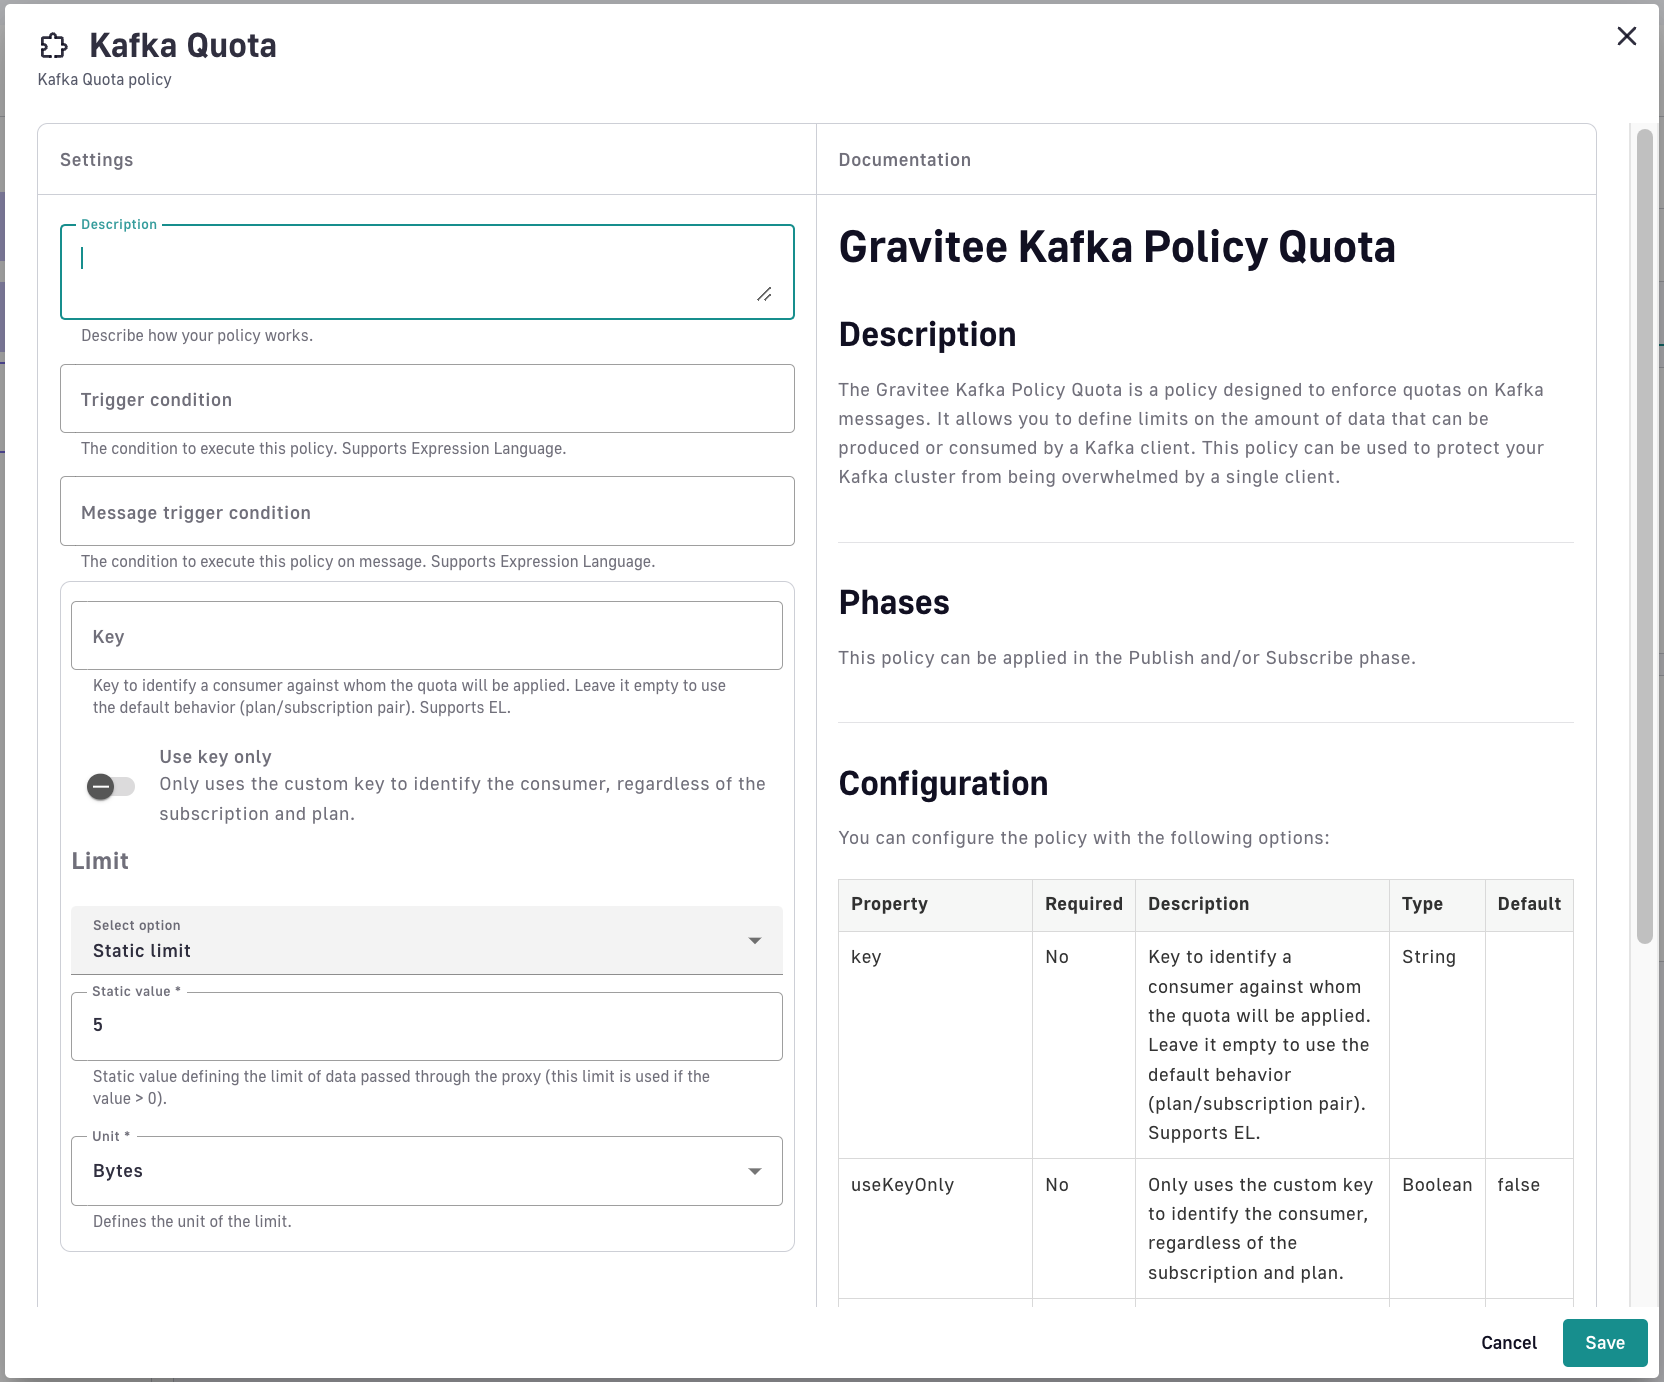 Kafka Quota
Kafka Quota policy
Settings
Description
Describe how your policy works.
Trigger condition
The condition to execute this policy. Supports Expression Language.
Message trigger condition
The condition to execute this policy on message. Supports Expression Language.
Key
Key to identify a consumer against whom the quota will be applied. Leave it empty to use
the default behavior (plan/subscription pair). Supports EL.
Use key only
Only uses the custom key to identify the consumer, regardless of the
subscription and plan.
Limit
Select option
Static limit
Static value *
5
Static value defining the limit of data passed through the proxy (this limit is used if the
value > 0).
Unit *
Bytes
Defines the unit of the limit.
Documentation
Gravitee Kafka Policy Quota
Description
The Gravitee Kafka Policy Quota is a policy designed to enforce quotas on Kafka
messages. It allows you to define limits on the amount of data that can be
produced or consumed by a Kafka client. This policy can be used to protect your
Kafka cluster from being overwhelmed by a single client.
Phases
This policy can be applied in the Publish and/or Subscribe phase.
Configuration
You can configure the policy with the following options:
Property Required Description Type Default
key No Key to identify a String
consumer against whom
the quota will be applied.
Leave it empty to use the
default behavior
(plan/subscription pair).
Supports EL.
useKeyOnly No Only uses the custom key Boolean false
to identify the consumer,
regardless of the
subscription and plan.
Cancel Save